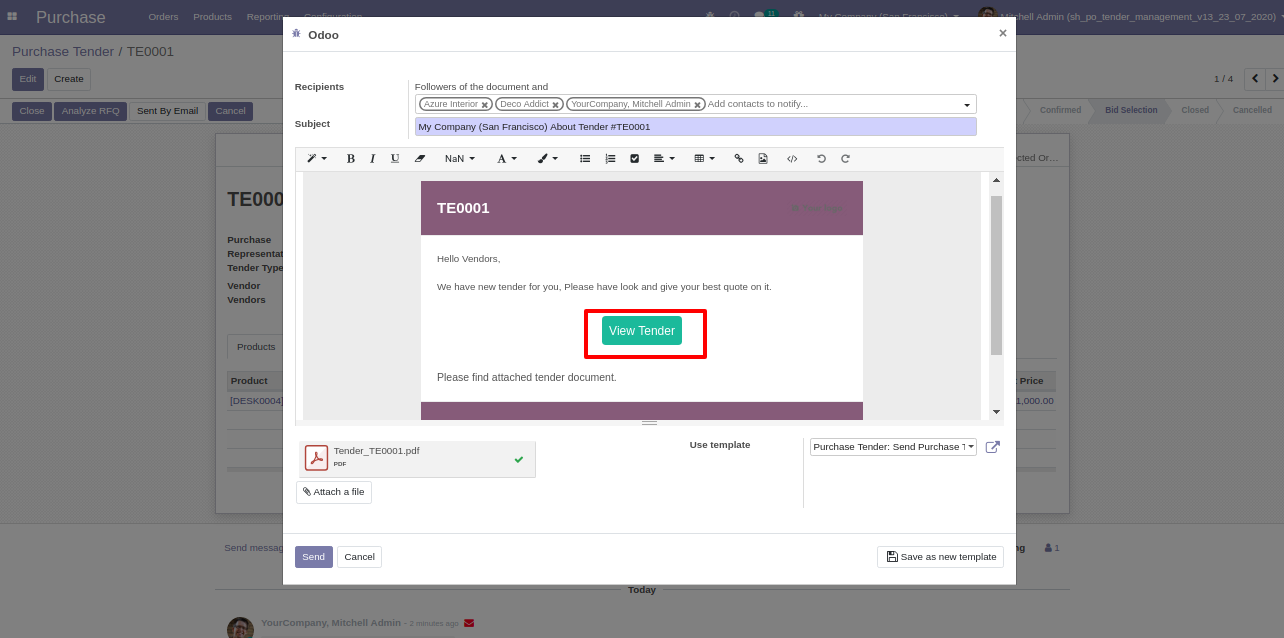 Purchase
Orders Products Reporting Configuration
11
My Company (San Francisco)
Mitchell Admin (sh_po_tender_management_v13_23_07_2020)
Purchase Tender / TE0001
Edit Create
1 / 4
Close Analyze RFQ Sent By Email Cancel
Confirmed Bid Selection Closed Cancelled
Odoo
×
Recipients
Followers of the document and
Azure Interior Deco Addict YourCompany, Mitchell Admin Add contacts to notify...
Subject
My Company (San Francisco) About Tender #TE0001
B I U NaN A
TE0001
Hello Vendors,
We have new tender for you, Please have look and give your best quote on it.
View Tender
Please find attached tender document.
Tender_TE0001.pdf
PDF
Attach a file
Use template
Purchase Tender: Send Purchase T
Send Cancel
Save as new template
TE000
Purchase
Representat
Tender Type
Vendor
Vendors
Products
Product
Price
[DESK0004]
1,000.00
Send messag
1
Today
YourCompany, Mitchell Admin - 2 minutes ago